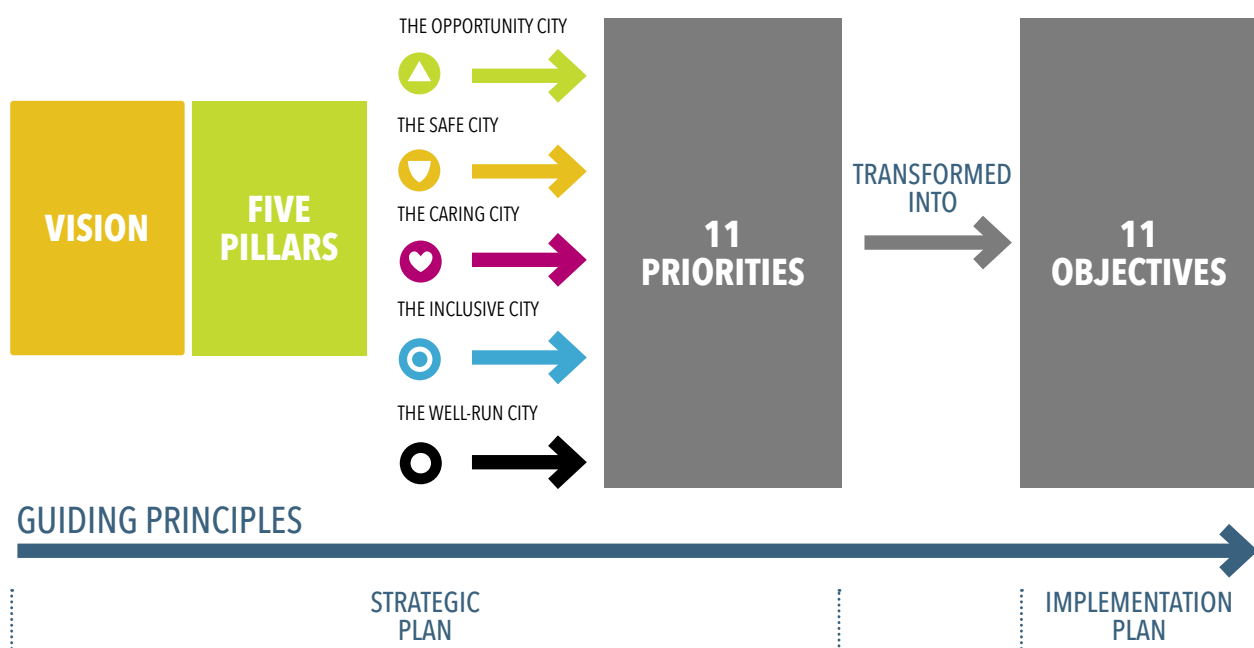 THE OPPORTUNITY CITY
THE SAFE CITY
THE CARING CITY
THE INCLUSIVE CITY
THE WELL-RUN CITY
VISION
FIVE
PILLARS
11
PRIORITIES
TRANSFORMED
INTO
11
OBJECTIVES
GUIDING PRINCIPLES
STRATEGIC
PLAN
IMPLEMENTATION
PLAN